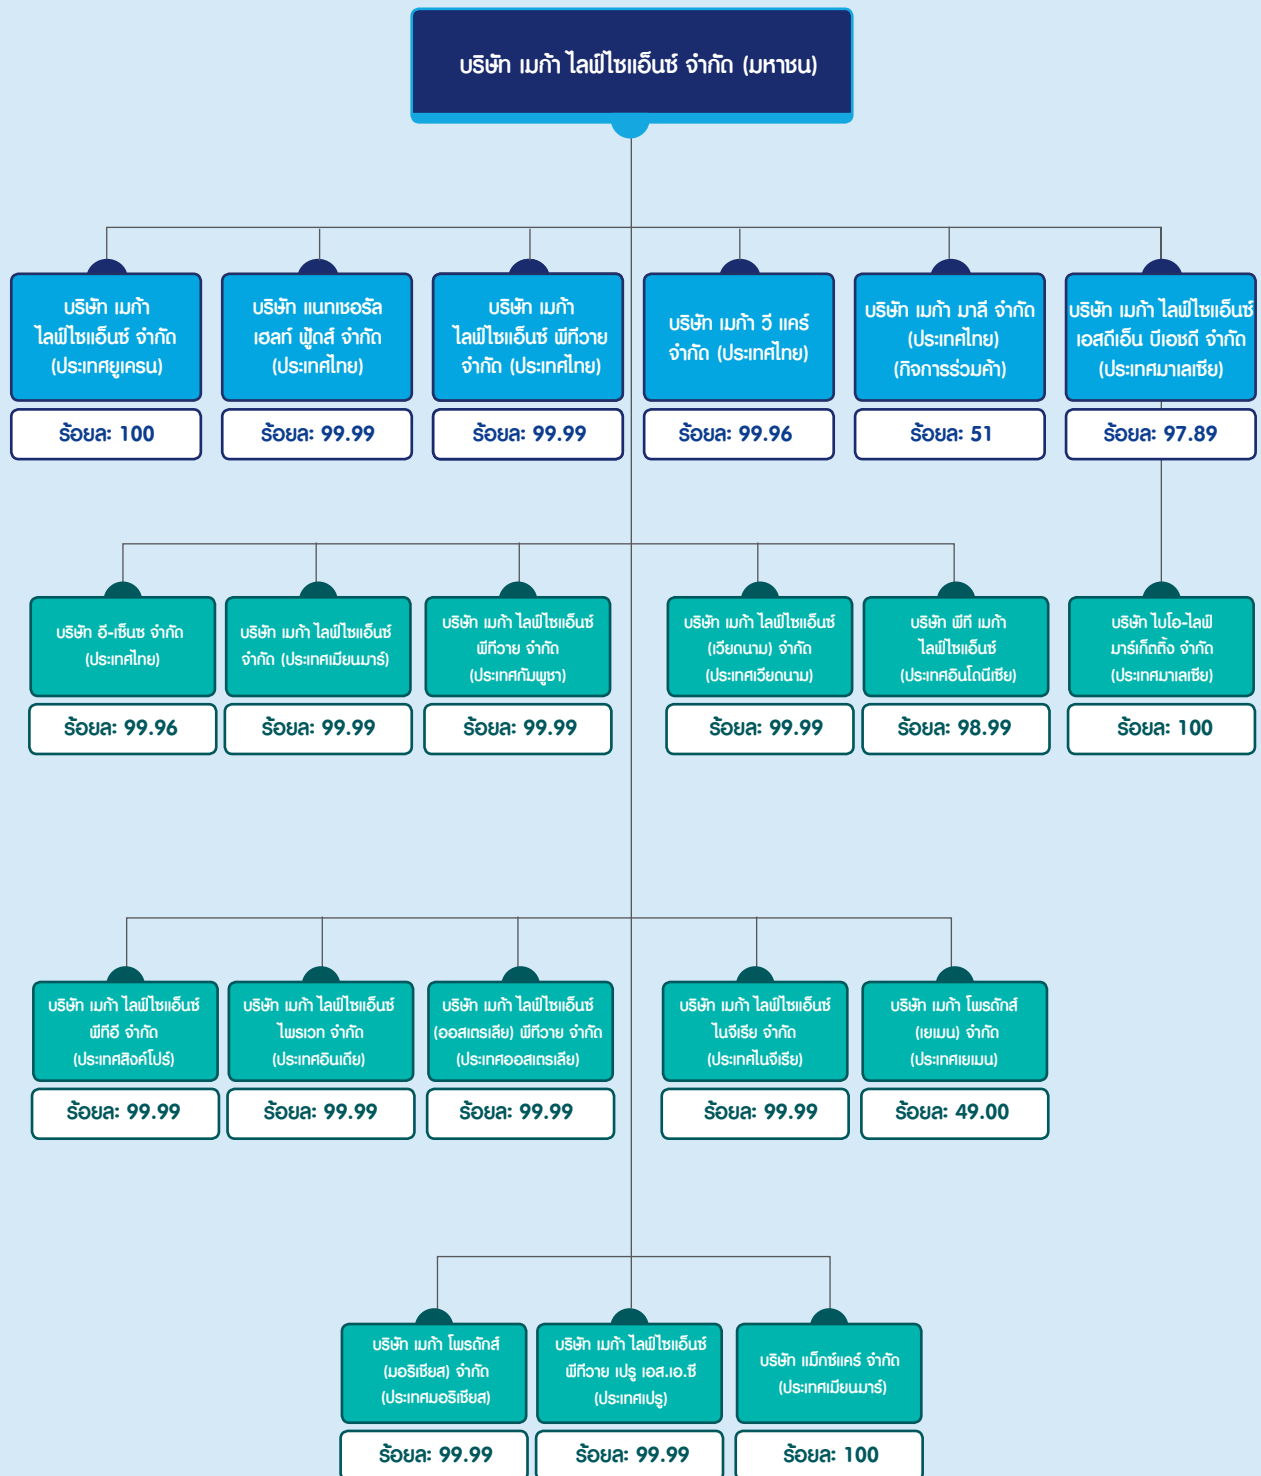 บริษัท เมก้า ไลฟ์ไซแอ็นซ์ จำกัด (มหาชน)
บริษัท เมก้า
ไลฟ์ไซแอ็นซ์ จำกัด
(ประเทศยูเครน)
ร้อยละ 100
บริษัท แนทเชอรัล
เฮลท์ ฟู้ดส์ จำกัด
(ประเทศไทย)
ร้อยละ 99.99
บริษัท เมก้า
ไลฟ์ไซแอ็นซ์ พีทีวาย
จำกัด (ประเทศไทย)
ร้อยละ 99.99
บริษัท เมก้า วี แคร์
จำกัด (ประเทศไทย)
ร้อยละ 99.96
บริษัท เมก้า มาลี จำกัด
(ประเทศไทย)
(กิจการร่วมค้า)
ร้อยละ 51
บริษัท เมก้า ไลฟ์ไซแอ็นซ์
เอสดีเอ็น บีเอชดี จำกัด
(ประเทศมาเลเซีย)
ร้อยละ 97.89
บริษัท อี-เซ็นซ จำกัด
(ประเทศไทย)
ร้อยละ 99.96
บริษัท เมก้า ไลฟ์ไซแอ็นซ์
จำกัด (ประเทศเมียนมาร์)
ร้อยละ 99.99
บริษัท เมก้า ไลฟ์ไซแอ็นซ์
พีทีวาย จำกัด
(ประเทศกัมพูชา)
ร้อยละ 99.99
บริษัท เมก้า ไลฟ์ไซแอ็นซ์
(เวียดนาม) จำกัด
(ประเทศเวียดนาม)
ร้อยละ 99.99
บริษัท พีที เมก้า
ไลฟ์ไซแอ็นซ์
(ประเทศอินโดนีเซีย)
ร้อยละ 98.99
บริษัท ไบโอ-ไลฟ์
มาร์เก็ตติ้ง จำกัด
(ประเทศมาเลเซีย)
ร้อยละ 100
บริษัท เมก้า ไลฟ์ไซแอ็นซ์
พีทีอี จำกัด
(ประเทศสิงค์โปร์)
ร้อยละ 99.99
บริษัท เมก้า ไลฟ์ไซแอ็นซ์
ไพรเวท จำกัด
(ประเทศอินเดีย)
ร้อยละ 99.99
บริษัท เมก้า ไลฟ์ไซแอ็นซ์
(ออสเตรเลีย) พีทีวาย จำกัด
(ประเทศออสเตรเลีย)
ร้อยละ 99.99
บริษัท เมก้า ไลฟ์ไซแอ็นซ์
ไนจีเรีย จำกัด
(ประเทศไนจีเรีย)
ร้อยละ 99.99
บริษัท เมก้า โพรดักส์
(เยเมน) จำกัด
(ประเทศเยเมน)
ร้อยละ 49.00
บริษัท เมก้า โพรดักส์
(มอริเชียส) จำกัด
(ประเทศมอริเชียส)
ร้อยละ 99.99
บริษัท เมก้า ไลฟ์ไซแอ็นซ์
พีทีวาย เปรู เอส.เอ.ซี
(ประเทศเปรู)
ร้อยละ 99.99
บริษัท แม็กซ์แคร์ จำกัด
(ประเทศเมียนมาร์)
ร้อยละ 100